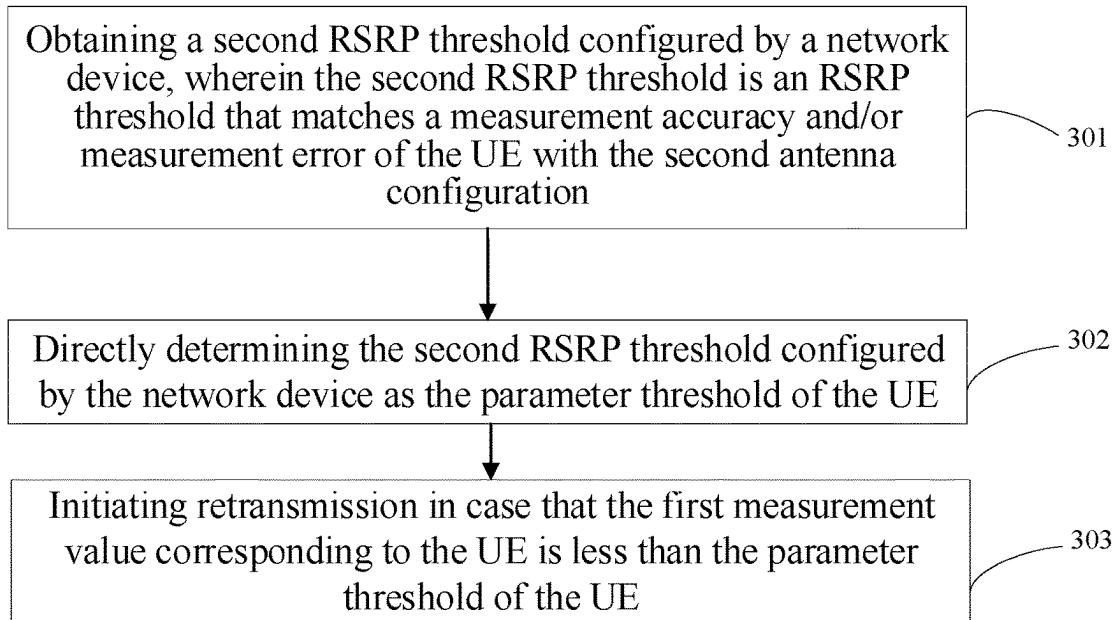 Obtaining a second RSRP threshold configured by a network
device, wherein the second RSRP threshold is an RSRP
threshold that matches a measurement accuracy and/or
measurement error of the UE with the second antenna
configuration
301
Directly determining the second RSRP threshold configured
by the network device as the parameter threshold of the UE
302
Initiating retransmission in case that the first measurement
value corresponding to the UE is less than the parameter
threshold of the UE
303